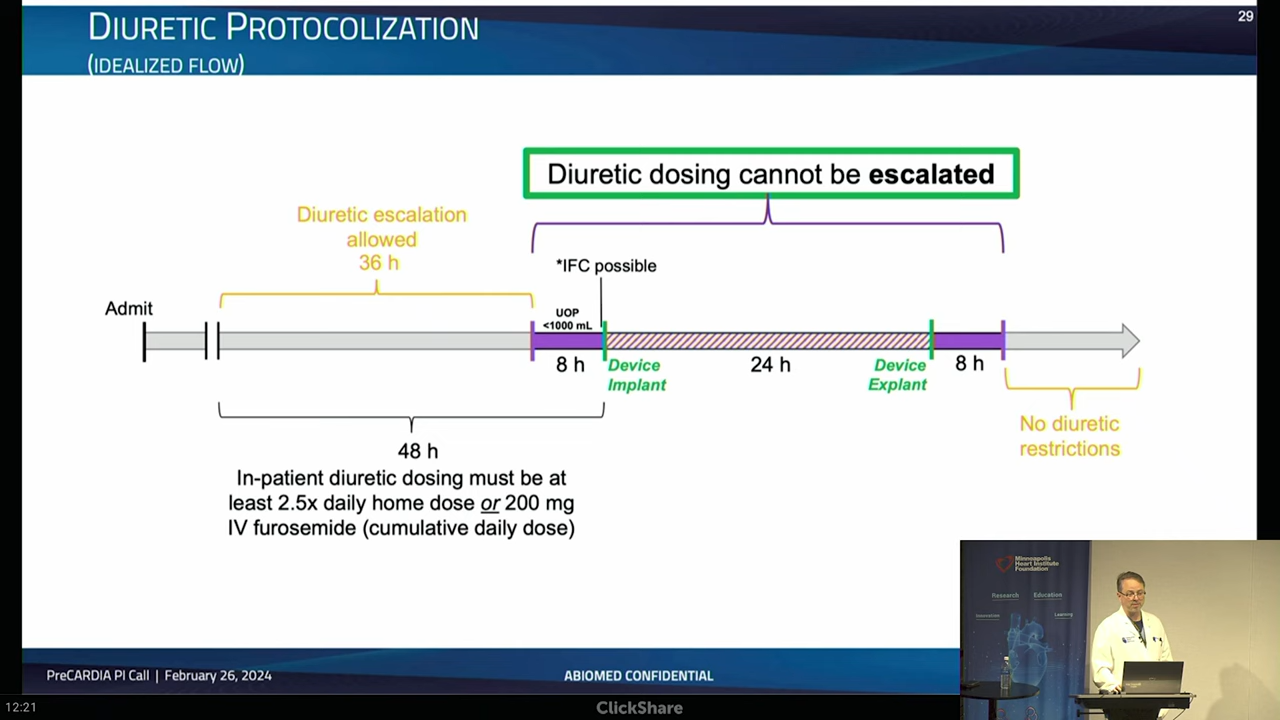 DIURETIC PROTOCOLIZATION
(IDEALIZED FLOW)
29
Diuretic dosing cannot be escalated
Diuretic escalation
allowed
36 h
*IFC possible
Admit
UOP
<1000 mL
8 h
Device
Implant
24 h
Device
Explant
8 h
No diuretic
restrictions
48 h
In-patient diuretic dosing must be at
least 2.5x daily home dose or 200 mg
IV furosemide (cumulative daily dose)
Minneapolis
Heart Institute
Foundation
Research Education
Innovation Learning
PreCARDIA PI Call | February 26, 2024
ABIOMED CONFIDENTIAL
12:21
ClickShare